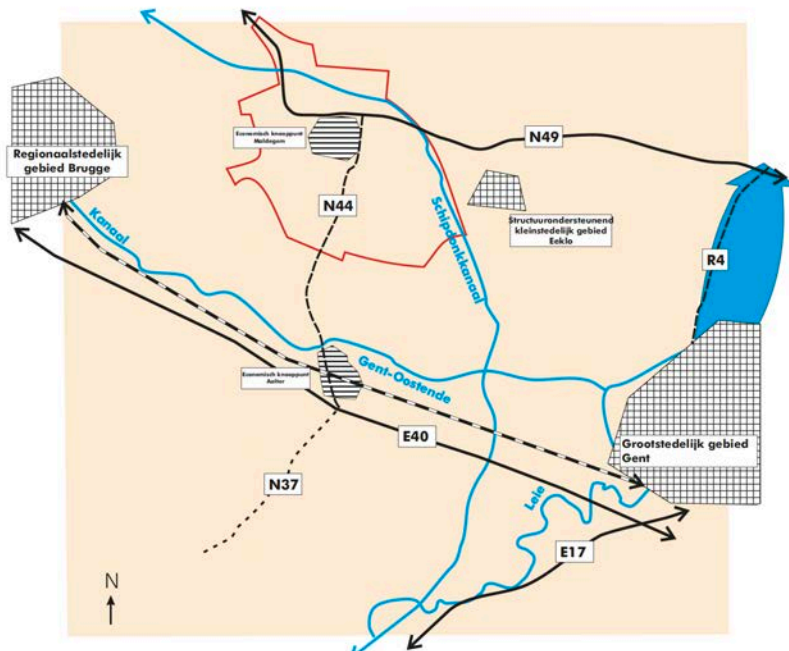 Economisch knooppunt
Maldegem
N49
Regionaalstedelijk
gebied Brugge
N44
Kanaal
Schipdonkkanaal
Structuurondersteunend
kleinstedelijk gebied
Eeklo
R4
Economisch knooppunt
Aalter
Gent-Oostende
E40
Grootstedelijk gebied
Gent
N37
Leie
E17
N